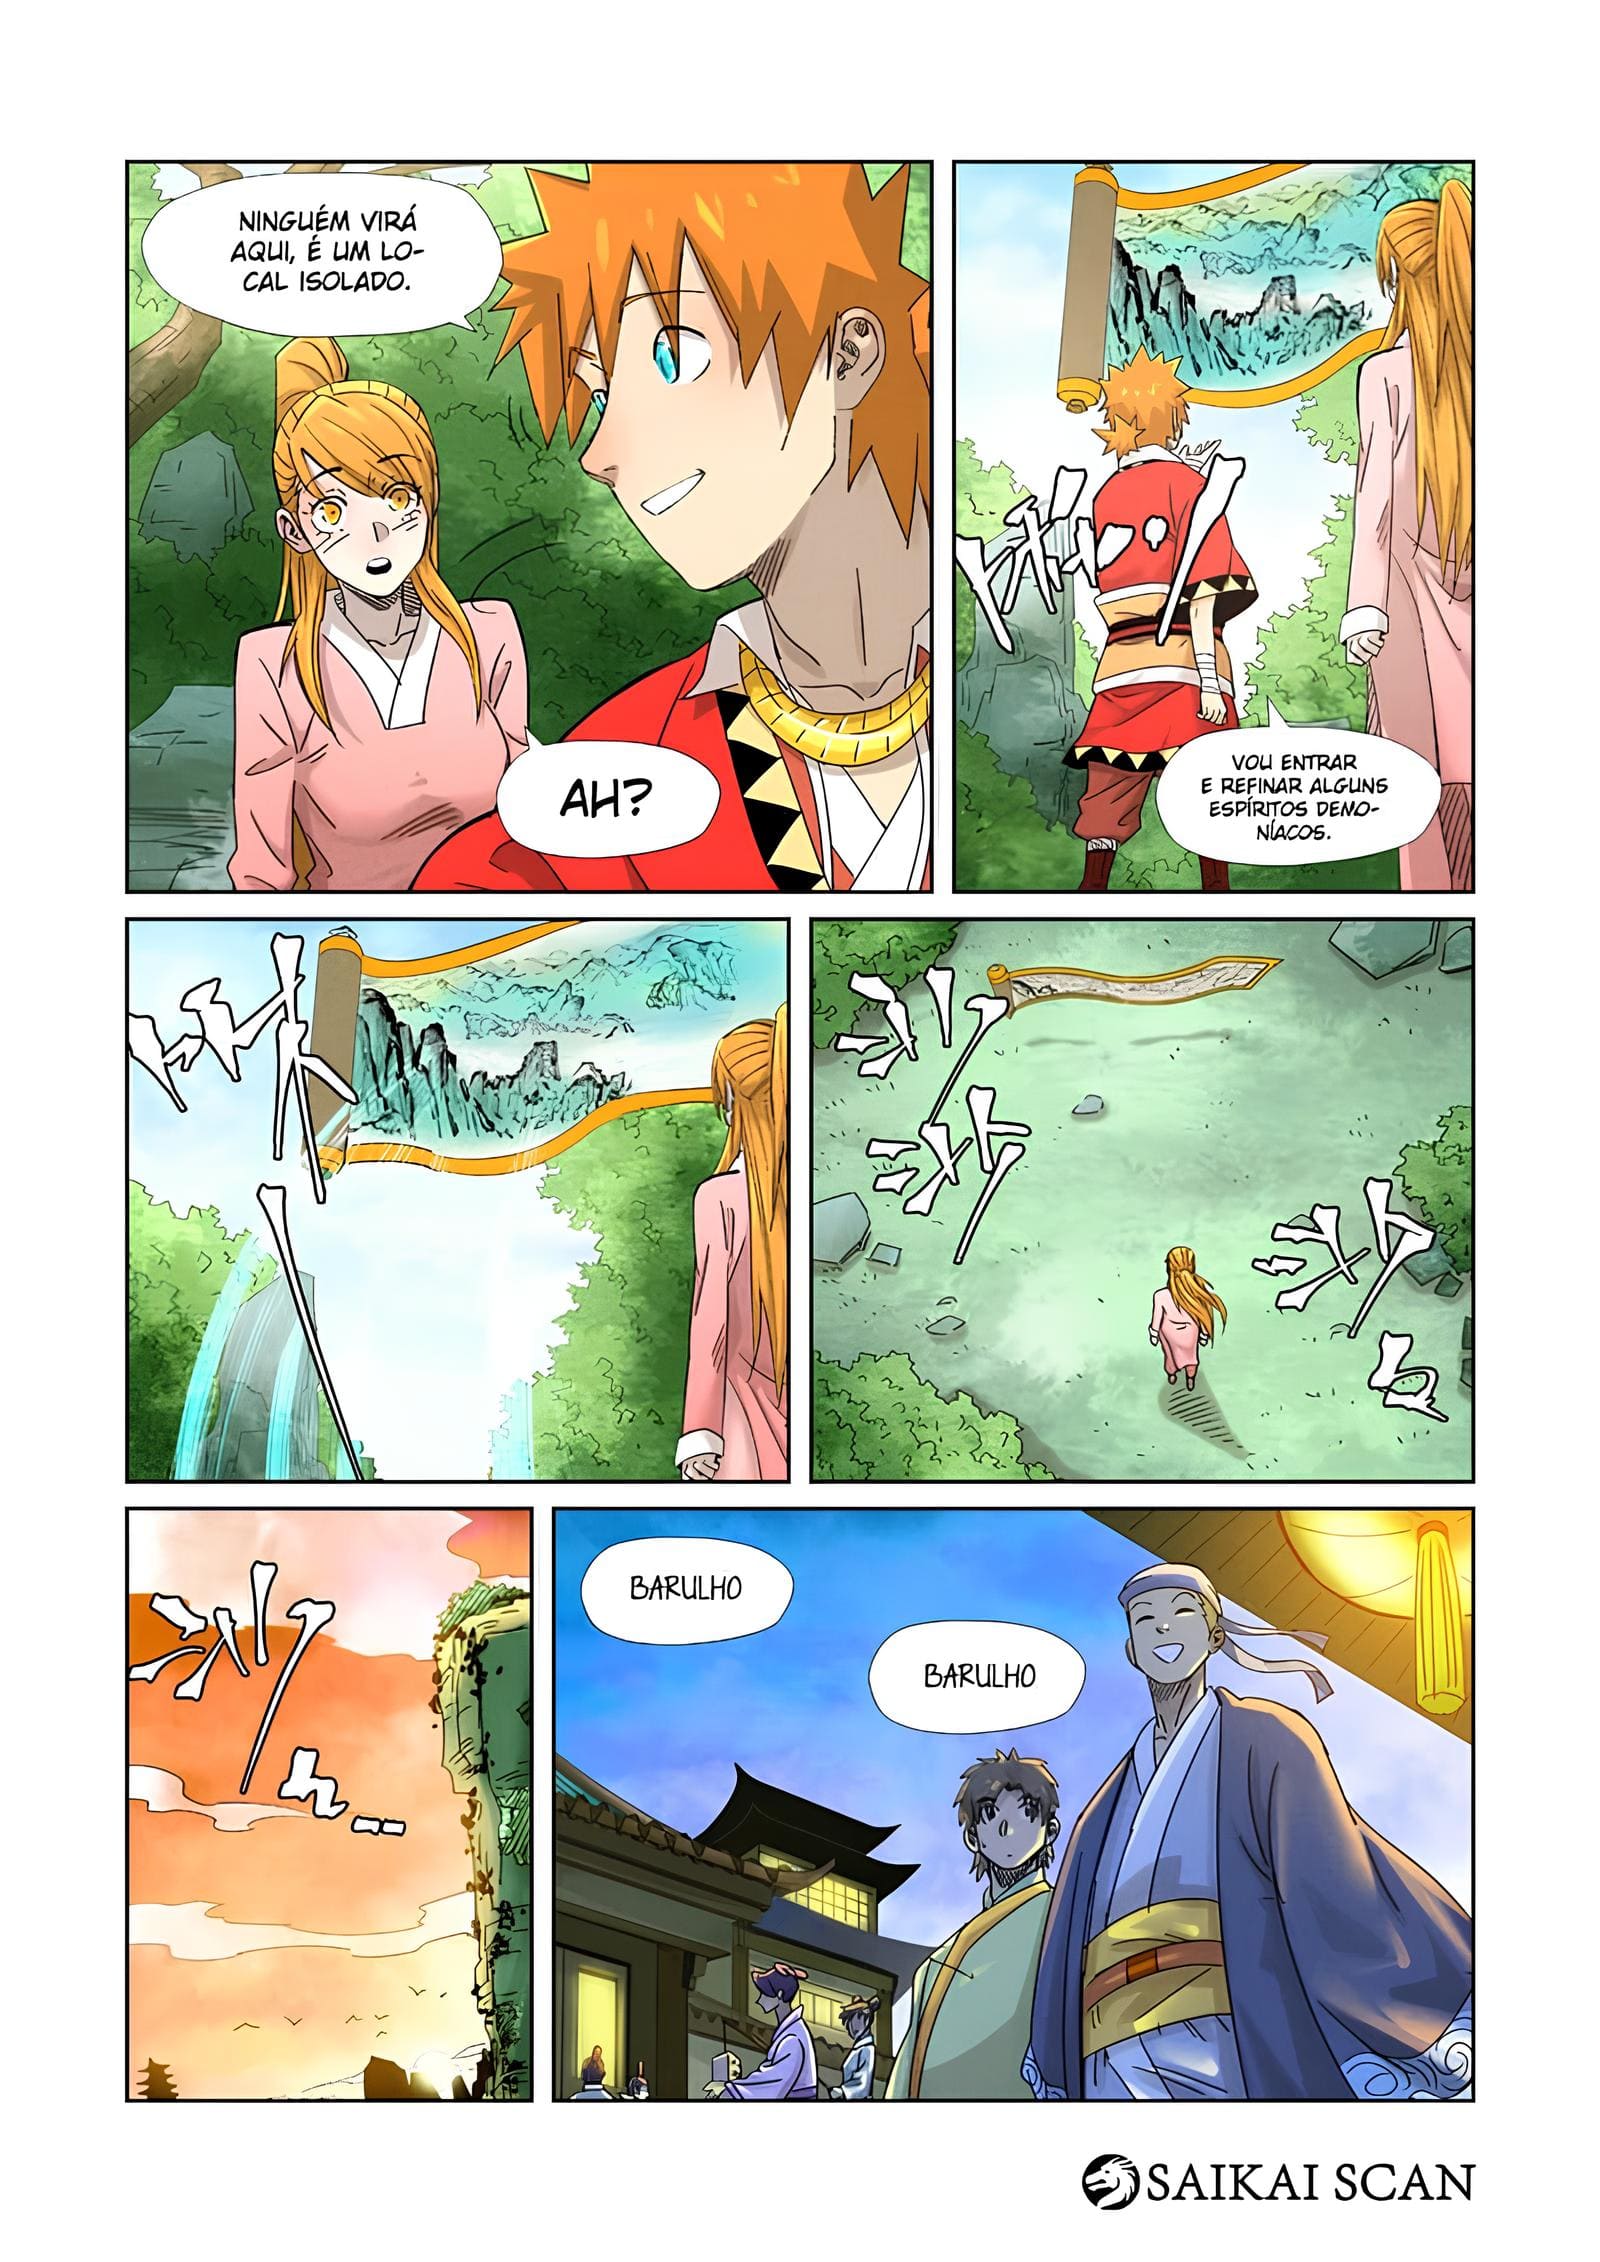 NINGUÉM VIRÁ
AQUI, É UM LO-
CAL ISOLADO.
AH?
VOU ENTRAR
E REFINAR ALGUNS
ESPÍRITOS DEMO-
NÍACOS.
BARULHO
BARULHO
SAIKAI SCAN